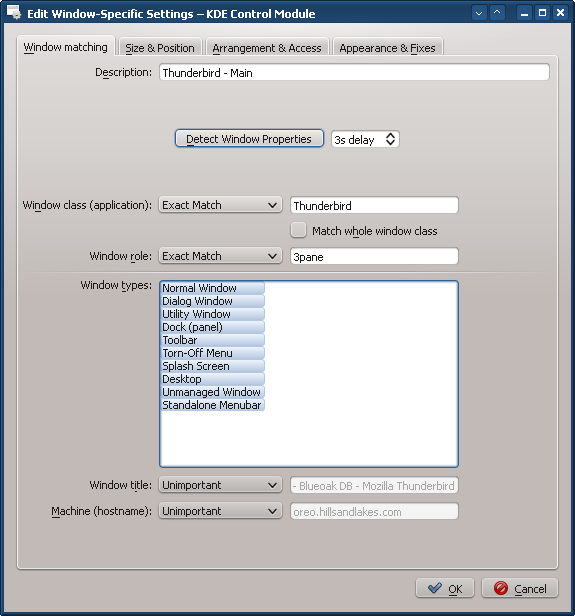 Edit Window-Specific Settings – KDE Control Module
Window matching Size & Position Arrangement & Access Appearance & Fixes
Description: Thunderbird - Main
Detect Window Properties 3s delay
Window class (application): Exact Match Thunderbird
Match whole window class
Window role: Exact Match 3pane
Window types: Normal Window
Dialog Window
Utility Window
Dock (panel)
Toolbar
Torn-Off Menu
Splash Screen
Desktop
Unmanaged Window
Standalone Menubar
Window title: Unimportant - Blueoak DB - Mozilla Thunderbird
Machine (hostname): Unimportant oreo.hillsandlakes.com
OK Cancel